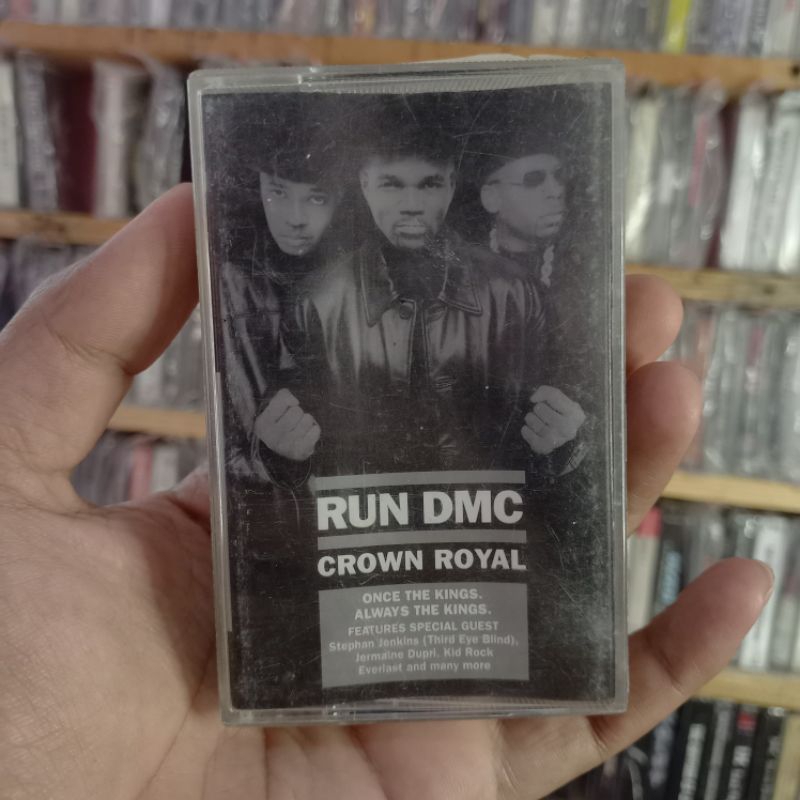 RUN DMC
CROWN ROYAL
ONCE THE KINGS.
ALWAYS THE KINGS.
FEATURES SPECIAL GUEST
Stephan Jenkins (Third Eye Blind),
Jermaine Dupri, Kid Rock
Everlast and many more